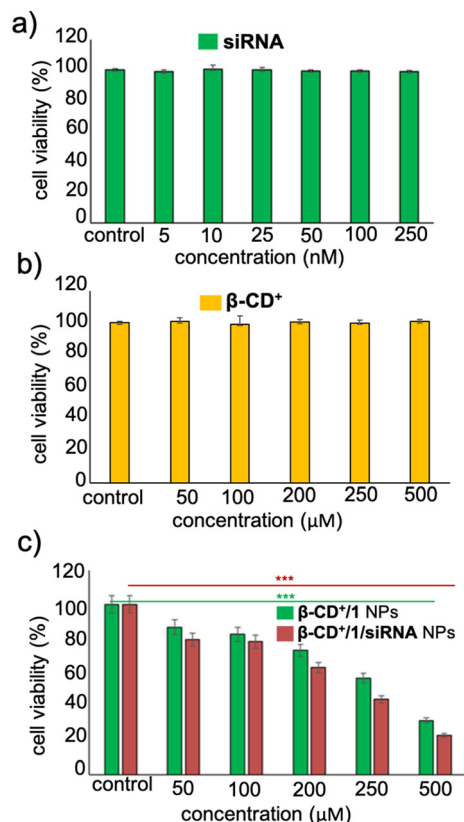 a)
siRNA
120
100
80
60
40
20
0
cell viability (%)
control 5 10 25 50 100 250
concentration (nM)
b)
β-CD⁺
120
100
80
60
40
20
0
cell viability (%)
control 50 100 200 250 500
concentration (μM)
c)
120
100
80
60
40
20
0
cell viability (%)
***
***
β-CD⁺/1 NPs
β-CD⁺/1/siRNA NPs
control 50 100 200 250 500
concentration (μM)